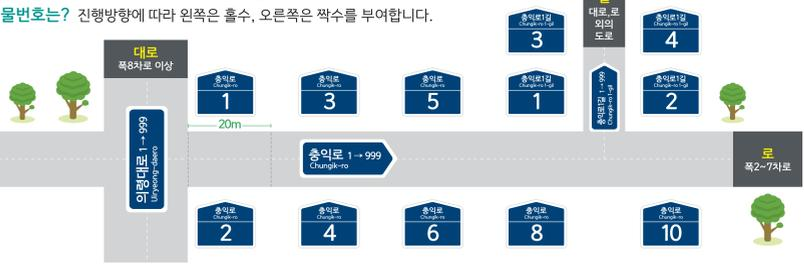 물번호는? 진행방향에 따라 왼쪽은 홀수, 오른쪽은 짝수를 부여합니다.
대로,로
외의
도로
충익로1길
Chungik-ro 1-gil
3
충익로1길
Chungik-ro 1-gil
4
대로
폭8차로 이상
충익로
Chungik-ro
1
충익로
Chungik-ro
3
충익로
Chungik-ro
5
충익로1길
Chungik-ro 1-gil
1
충익로1길 1→999
Chungik-ro 1-gil
충익로1길
Chungik-ro 1-gil
2
20m
의령대로 1→999
Uiryeong-daero
충익로 1→999
Chungik-ro
로
폭2~7차로
충익로
Chungik-ro
2
충익로
Chungik-ro
4
충익로
Chungik-ro
6
충익로
Chungik-ro
8
충익로
Chungik-ro
10